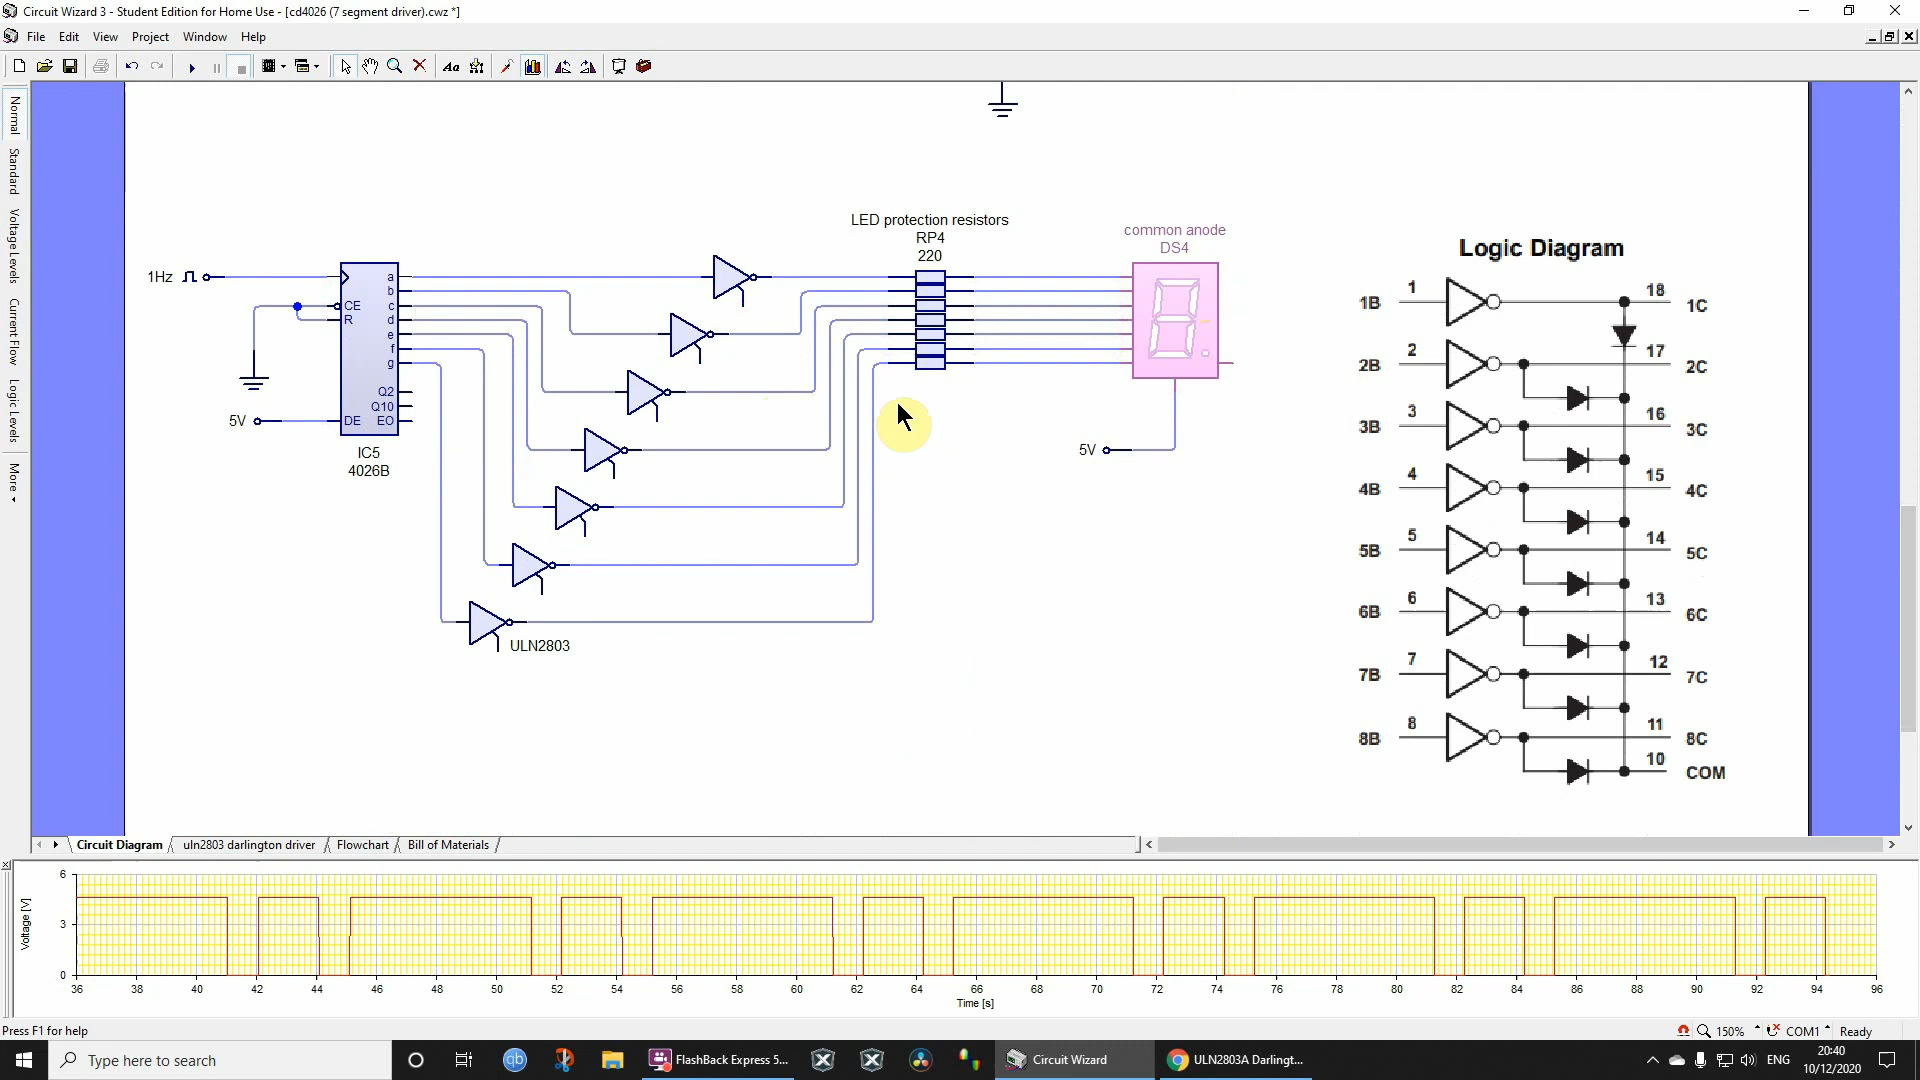 Circuit Wizard 3 - Student Edition for Home Use - [cd4026 (7 segment driver).cwz *]
File Edit View Project Window Help
Aa
Normal
Standard
Voltage Levels
Current Flow
Logic Levels
More
LED protection resistors
RP4
220
common anode
DS4
1Hz
CE
R
DE
a
b
c
d
e
f
g
Q2
Q10
EO
5V
IC5
4026B
5V
ULN2803
Logic Diagram
1B 1 18 1C
2B 2 17 2C
3B 3 16 3C
4B 4 15 4C
5B 5 14 5C
6B 6 13 6C
7B 7 12 7C
8B 8 11 8C
10 COM
Circuit Diagram uln2803 darlington driver Flowchart Bill of Materials
Voltage [V]
6
3
0
36 38 40 42 44 46 48 50 52 54 56 58 60 62 64 66 68 70 72 74 76 78 80 82 84 86 88 90 92 94 96
Time [s]
Press F1 for help
150% COM1 Ready
Type here to search
qb
FlashBack Express 5...
Circuit Wizard
ULN2803A Darlingt...
ENG
20:40
10/12/2020